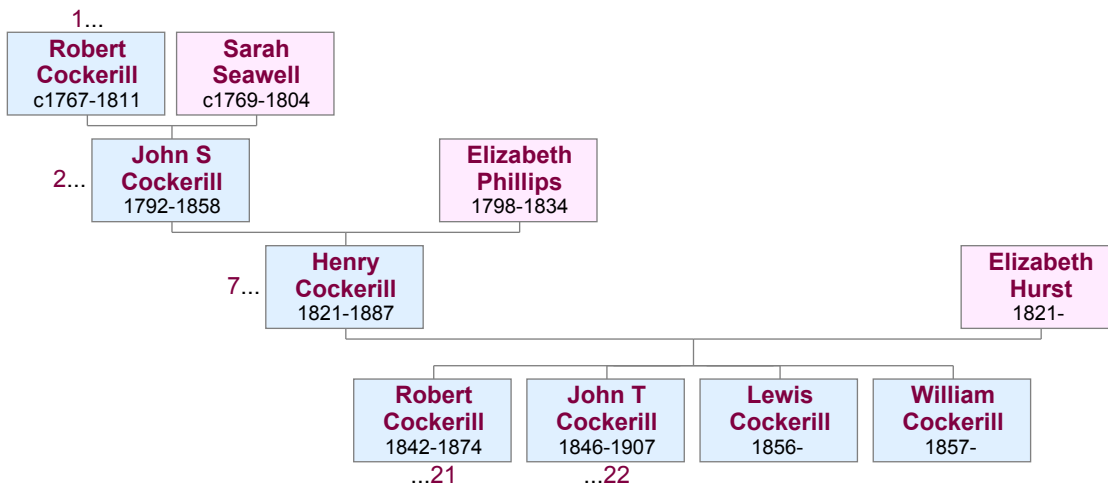 1...
Robert
Cockerill
c1767-1811
Sarah
Seawell
c1769-1804
2...
John S
Cockerill
1792-1858
Elizabeth
Phillips
1798-1834
7...
Henry
Cockerill
1821-1887
Elizabeth
Hurst
1821-
Robert
Cockerill
1842-1874
...21
John T
Cockerill
1846-1907
...22
Lewis
Cockerill
1856-
William
Cockerill
1857-